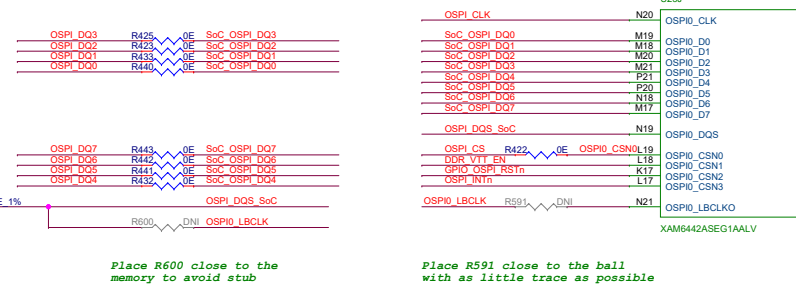 OSPI_DQ3 R425 0E SoC_OSPI_DQ3
OSPI_DQ2 R423 0E SoC_OSPI_DQ2
OSPI_DQ1 R433 0E SoC_OSPI_DQ1
OSPI_DQ0 R440 0E SoC_OSPI_DQ0
OSPI_DQ7 R443 0E SoC_OSPI_DQ7
OSPI_DQ6 R442 0E SoC_OSPI_DQ6
OSPI_DQ5 R441 0E SoC_OSPI_DQ5
OSPI_DQ4 R432 0E SoC_OSPI_DQ4
E_1% OSPI_DQS_SoC
R600 DNI OSPI0_LBCLK
Place R600 close to the
memory to avoid stub
OSPI_CLK N20 OSPI0_CLK
SoC_OSPI_DQ0 M19 OSPI0_D0
SoC_OSPI_DQ1 M18 OSPI0_D1
SoC_OSPI_DQ2 M20 OSPI0_D2
SoC_OSPI_DQ3 M21 OSPI0_D3
SoC_OSPI_DQ4 P21 OSPI0_D4
SoC_OSPI_DQ5 P20 OSPI0_D5
SoC_OSPI_DQ6 N18 OSPI0_D6
SoC_OSPI_DQ7 M17 OSPI0_D7
OSPI_DQS_SoC N19 OSPI0_DQS
OSPI_CS R422 0E OSPI0_CSN0 L19 OSPI0_CSN0
DDR_VTT_EN L18 OSPI0_CSN1
GPIO_OSPI_RSTn K17 OSPI0_CSN2
OSPI_INTn L17 OSPI0_CSN3
OSPI0_LBCLK R591 DNI N21 OSPI0_LBCLKO
XAM6442ASEG1AALV
Place R591 close to the ball
with as little trace as possible